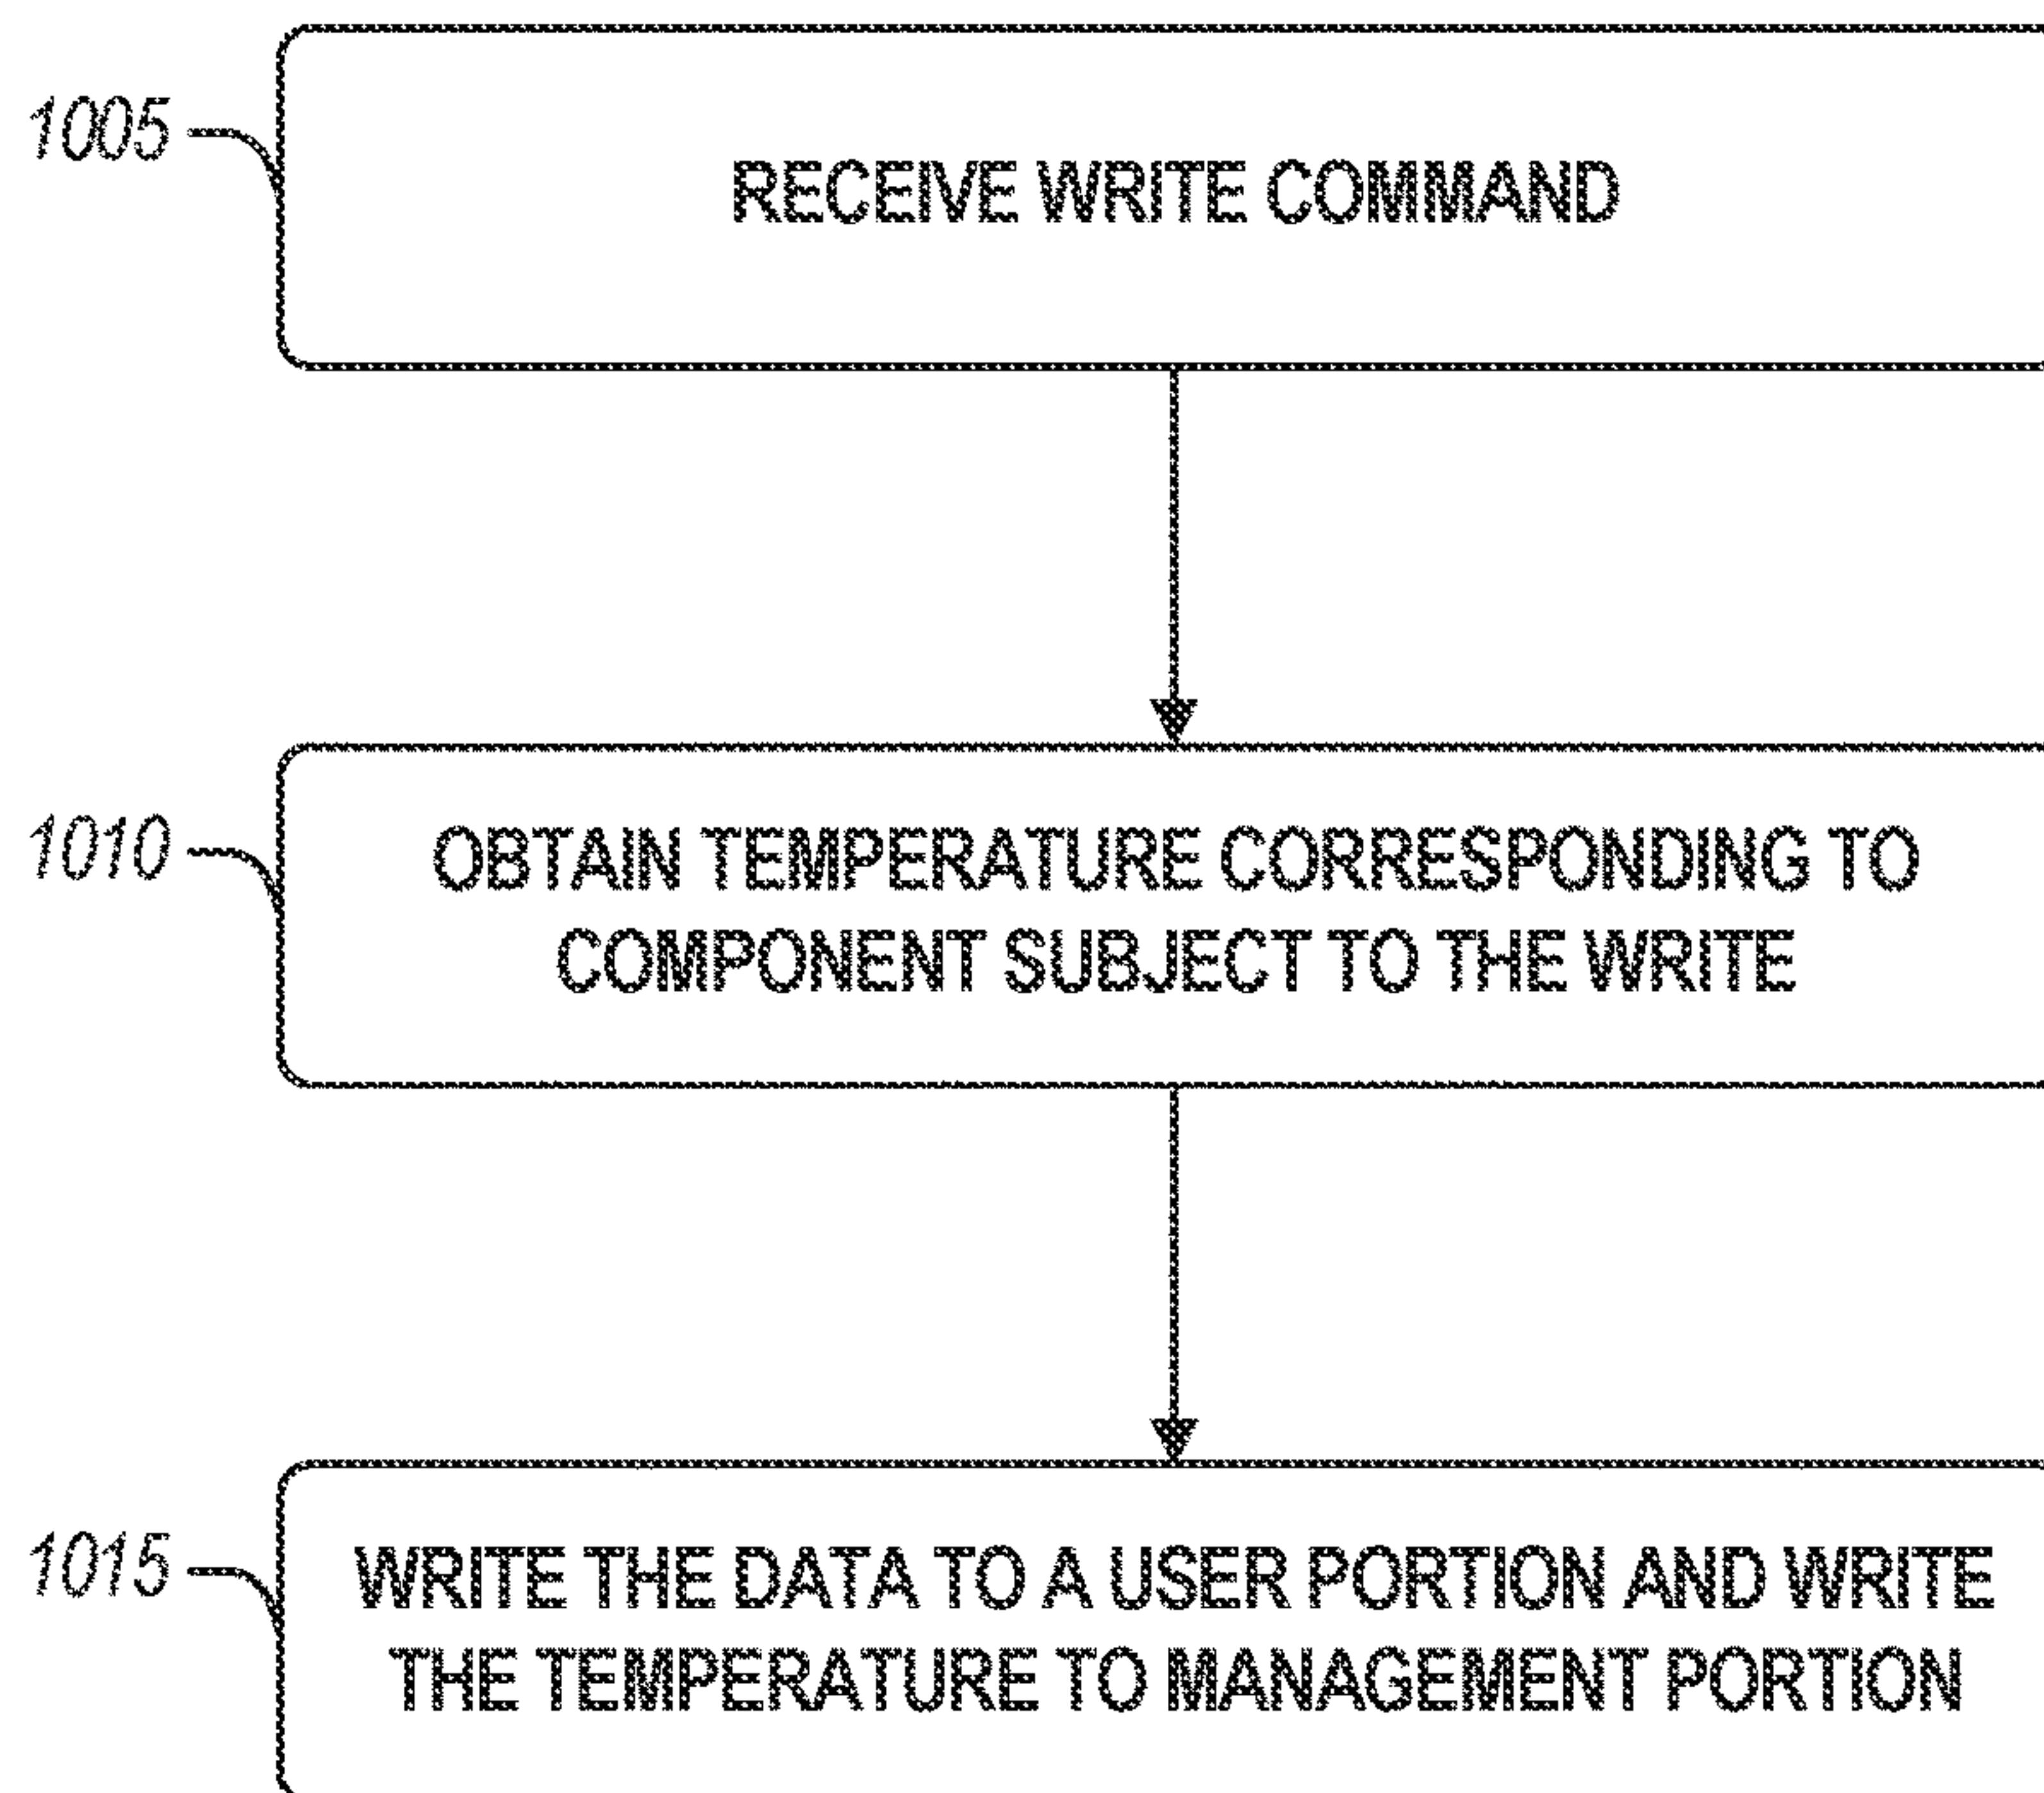 1005
RECEIVE WRITE COMMAND
1010
OBTAIN TEMPERATURE CORRESPONDING TO
COMPONENT SUBJECT TO THE WRITE
1015
WRITE THE DATA TO A USER PORTION AND WRITE
THE TEMPERATURE TO MANAGEMENT PORTION